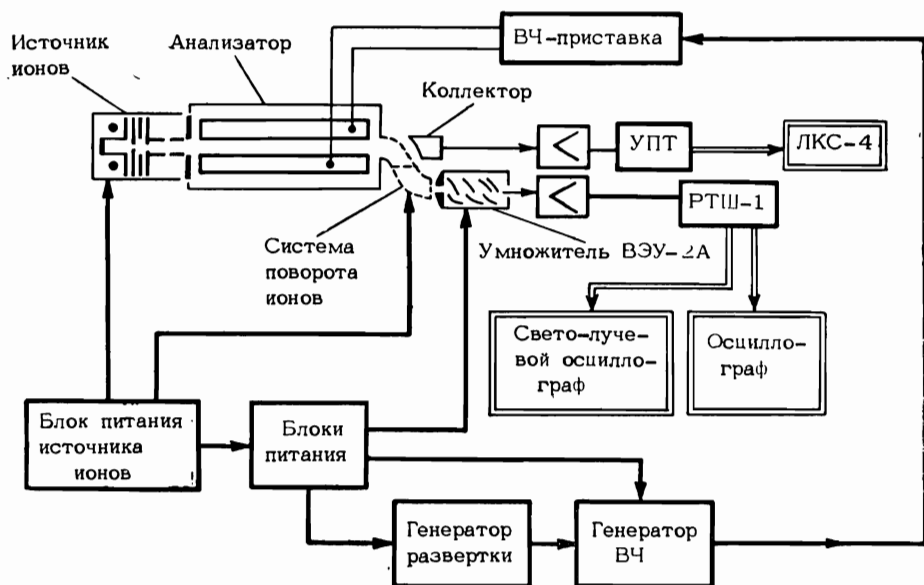 Источник
ионов
Анализатор
ВЧ-приставка
Коллектор
УПТ
ЛКС-4
РТШ-1
Система
поворота
ионов
Умножитель ВЭУ-2А
Свето-луче-
вой осцилло-
граф
Осцилло-
граф
Блок питания
источника
ионов
Блоки
питания
Генератор
развертки
Генератор
ВЧ